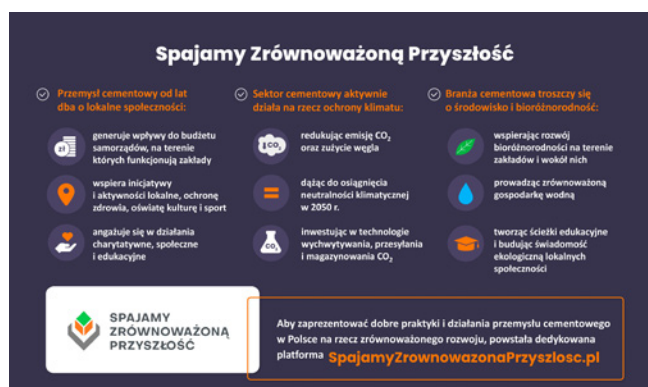 Spajamy Zrównoważoną Przyszłość
Przemysł cementowy od lat
dba o lokalne społeczności:
generuje wpływy do budżetu
samorządów, na terenie
których funkcjonują zakłady
wspiera inicjatywy
i aktywności lokalne, ochronę
zdrowia, oświatę kulturę i sport
angażuje się w działania
charytatywne, społeczne
i edukacyjne
Sektor cementowy aktywnie
działa na rzecz ochrony klimatu:
CO₂
redukując emisję CO₂
oraz zużycie węgla
dążąc do osiągnięcia
neutralności klimatycznej
w 2050 r.
CO₂
inwestując w technologie
wychwytywania, przesyłania
i magazynowania CO₂
Branża cementowa troszczy się
o środowisko i bioróżnorodność:
wspierając rozwój
bioróżnorodności na terenie
zakładów i wokół nich
prowadząc zrównoważoną
gospodarkę wodną
tworząc ścieżki edukacyjne
i budując świadomość
ekologiczną lokalnych
społeczności
SPAJAMY
ZRÓWNOWAŻONĄ
PRZYSZŁOŚĆ
Aby zaprezentować dobre praktyki i działania przemysłu cementowego
w Polsce na rzecz zrównoważonego rozwoju, powstała dedykowana
platforma SpajamyZrownowazonaPrzyszlosc.pl